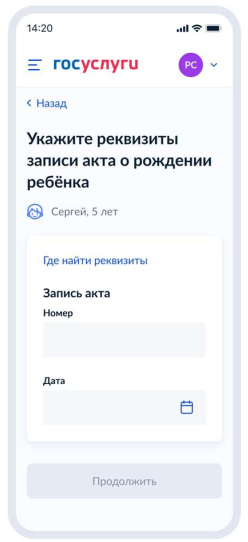 14:20
госуслуги
РС
Назад
Укажите реквизиты
записи акта о рождении
ребёнка
Сергей, 5 лет
Где найти реквизиты
Запись акта
Номер
Дата
Продолжить